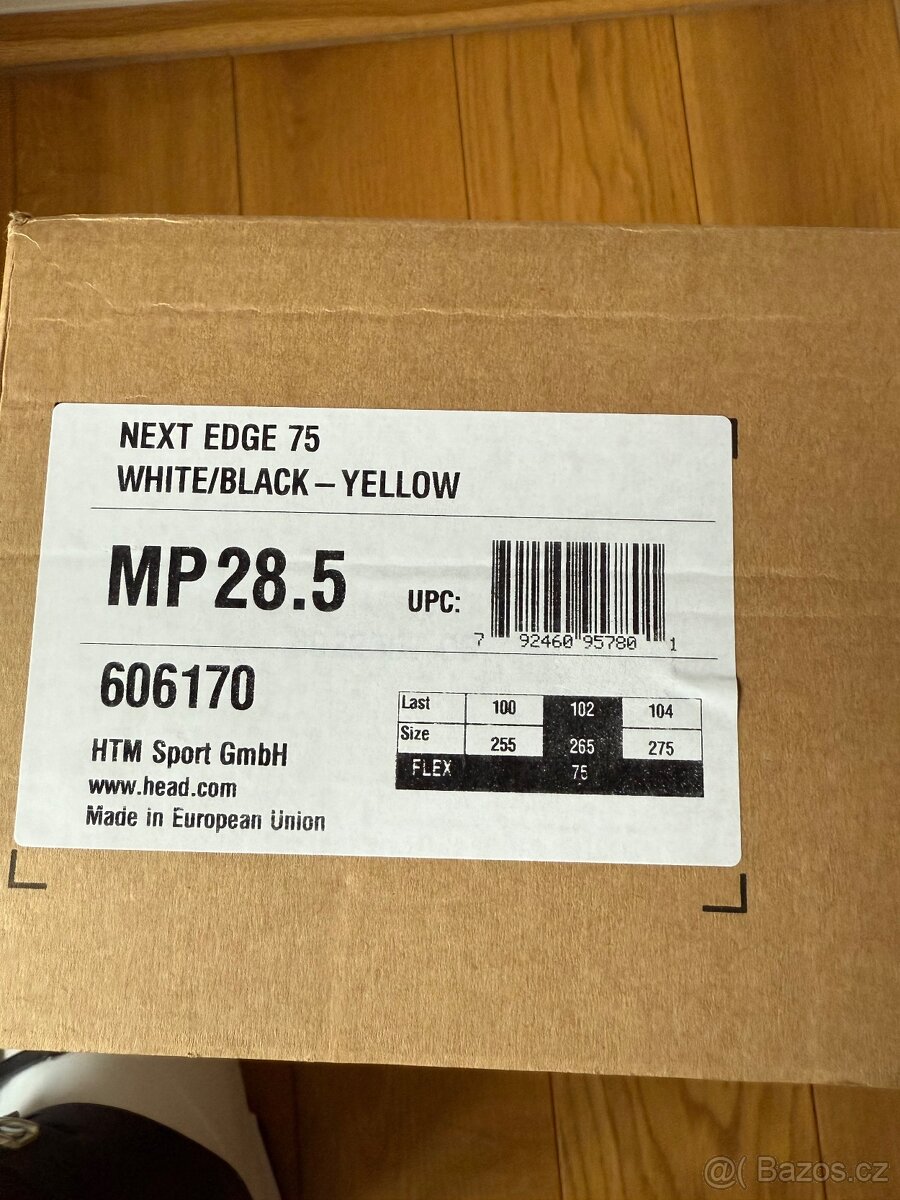 NEXT EDGE 75
WHITE/BLACK – YELLOW
MP 28.5
UPC:
7 92460 95780 1
606170
HTM Sport GmbH
www.head.com
Made in European Union
Last 100 102 104
Size 255 265 275
FLEX 75
@( Bazos.cz